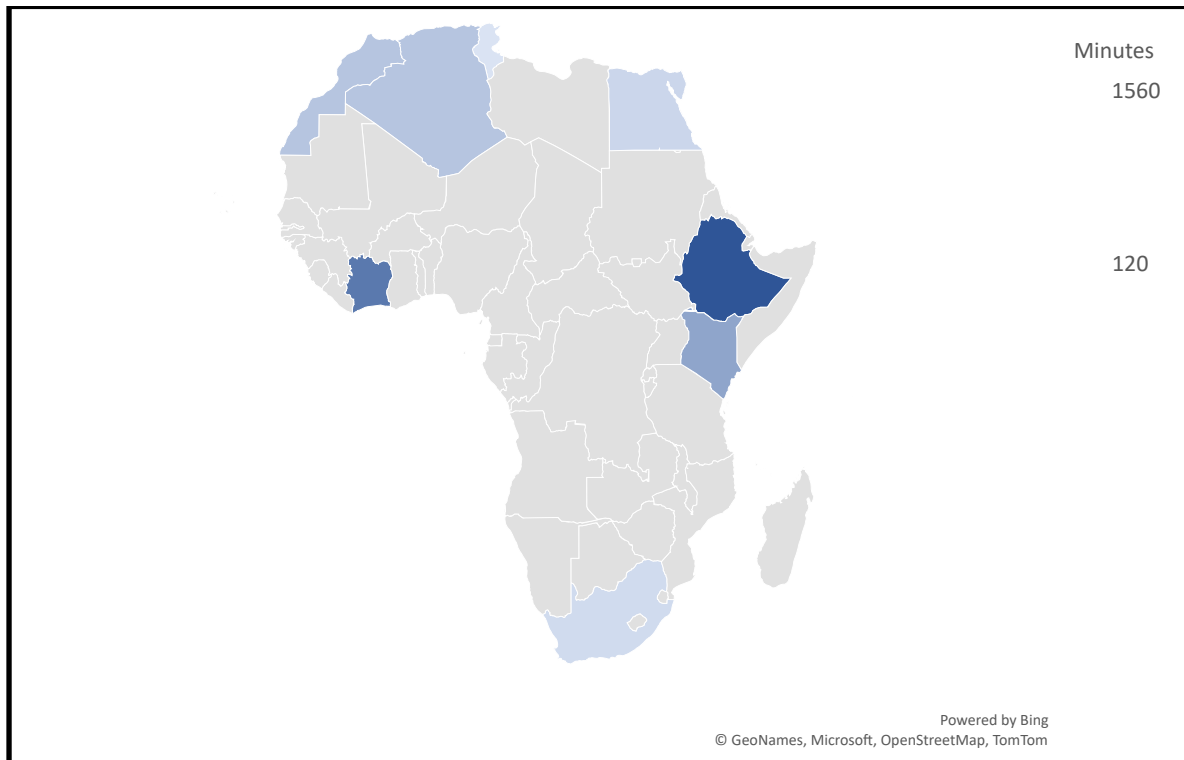 Minutes
1560
120
Powered by Bing
© GeoNames, Microsoft, OpenStreetMap, TomTom